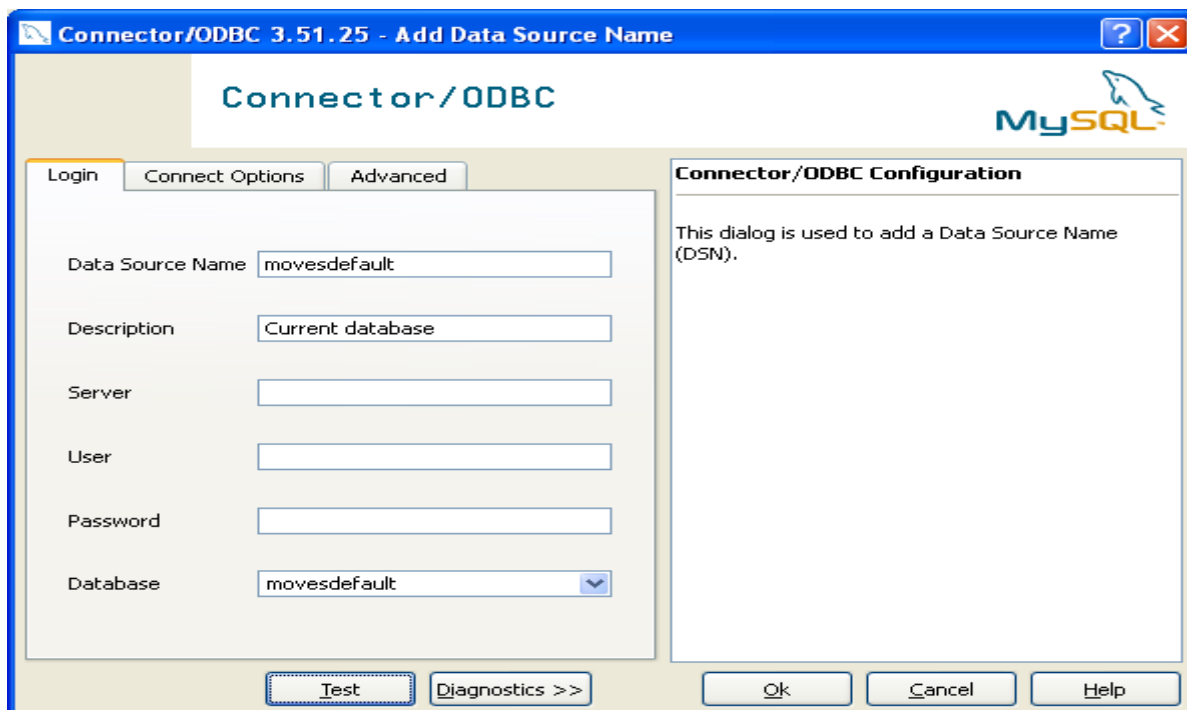 Connector/ODBC 3.51.25 - Add Data Source Name
Connector/ODBC
MySQL
Login Connect Options Advanced
Data Source Name movesdefault
Description Current database
Server
User
Password
Database movesdefault
Connector/ODBC Configuration
This dialog is used to add a Data Source Name
(DSN).
Test Diagnostics >> Ok Cancel Help